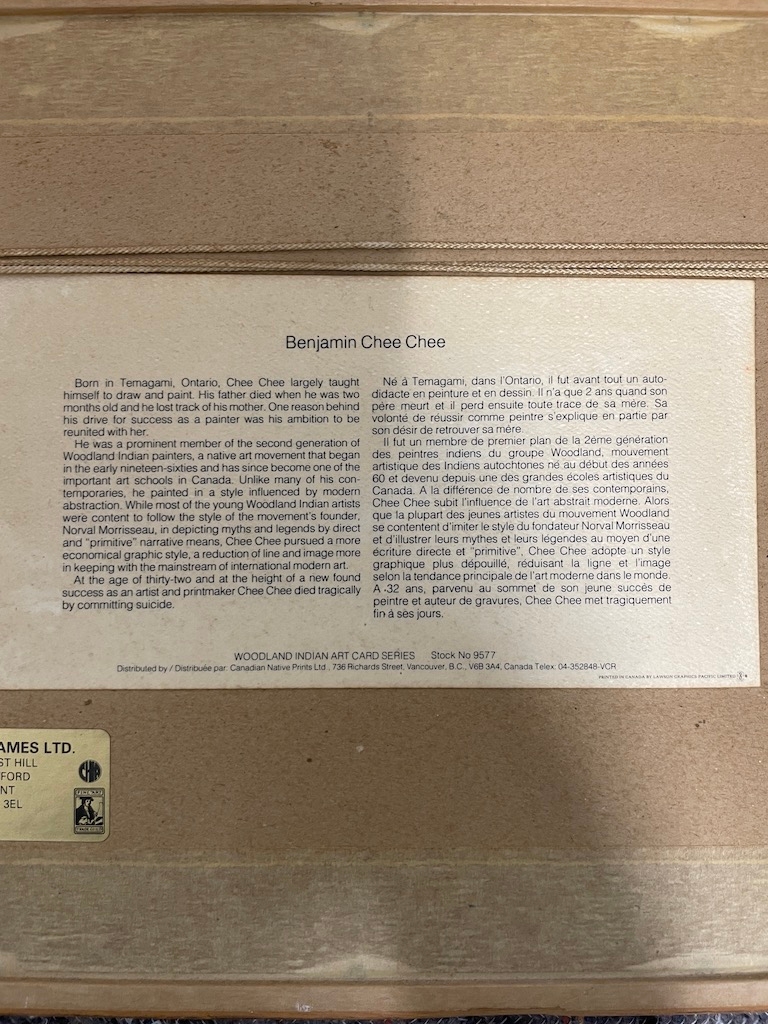 Benjamin Chee Chee
Born in Temagami, Ontario, Chee Chee largely taught
himself to draw and paint. His father died when he was two
months old and he lost track of his mother. One reason behind
his drive for success as a painter was his ambition to be
reunited with her.
He was a prominent member of the second generation of
Woodland Indian painters, a native art movement that began
in the early nineteen-sixties and has since become one of the
important art schools in Canada. Unlike many of his con-
temporaries, he painted in a style influenced by modern
abstraction. While most of the young Woodland Indian artists
were content to follow the style of the movement's founder,
Norval Morrisseau, in depicting myths and legends by direct
and "primitive" narrative means, Chee Chee pursued a more
economical graphic style, a reduction of line and image more
in keeping with the mainstream of international modern art.
At the age of thirty-two and at the height of a new found
success as an artist and printmaker Chee Chee died tragically
by committing suicide.
Né à Temagami, dans l'Ontario, il fut avant tout un auto-
didacte en peinture et en dessin. Il n'a que 2 ans quand son
père meurt et il perd ensuite toute trace de sa mére. Sa
volonté de réussir comme peintre s'explique en partie par
son désir de retrouver sa mére.
Il fut un membre de premier plan de la 2éme génération
des peintres indiens du groupe Woodland, mouvement
artistique des Indiens autochtones né au début des années
60 et devenu depuis une des grandes écoles artistiques du
Canada. A la différence de nombre de ses contemporains,
Chee Chee subit l'influence de l'art abstrait moderne. Alors
que la plupart des jeunes artistes du mouvement Woodland
se contentent d'imiter le style du fondateur Norval Morrisseau
et d'illustrer leurs mythes et leurs légendes au moyen d'une
écriture directe et "primitive", Chee Chee adopte un style
graphique plus dépouillé, réduisant la ligne et l'image
selon la tendance principale de l'art moderne dans le monde.
A 32 ans, parvenu au sommet de son jeune succés de
peintre et auteur de gravures, Chee Chee met tragiquement
fin à sès jours.
WOODLAND INDIAN ART CARD SERIES Stock No 9577
Distributed by / Distribuée par: Canadian Native Prints Ltd., 736 Richards Street, Vancouver, B.C., V6B 3A4, Canada Telex: 04-352848-VCR
PRINTED IN CANADA BY LAWSON GRAPHICS PACIFIC LIMITED
AMES LTD.
ST HILL
FORD
NT
3EL
FINE ART